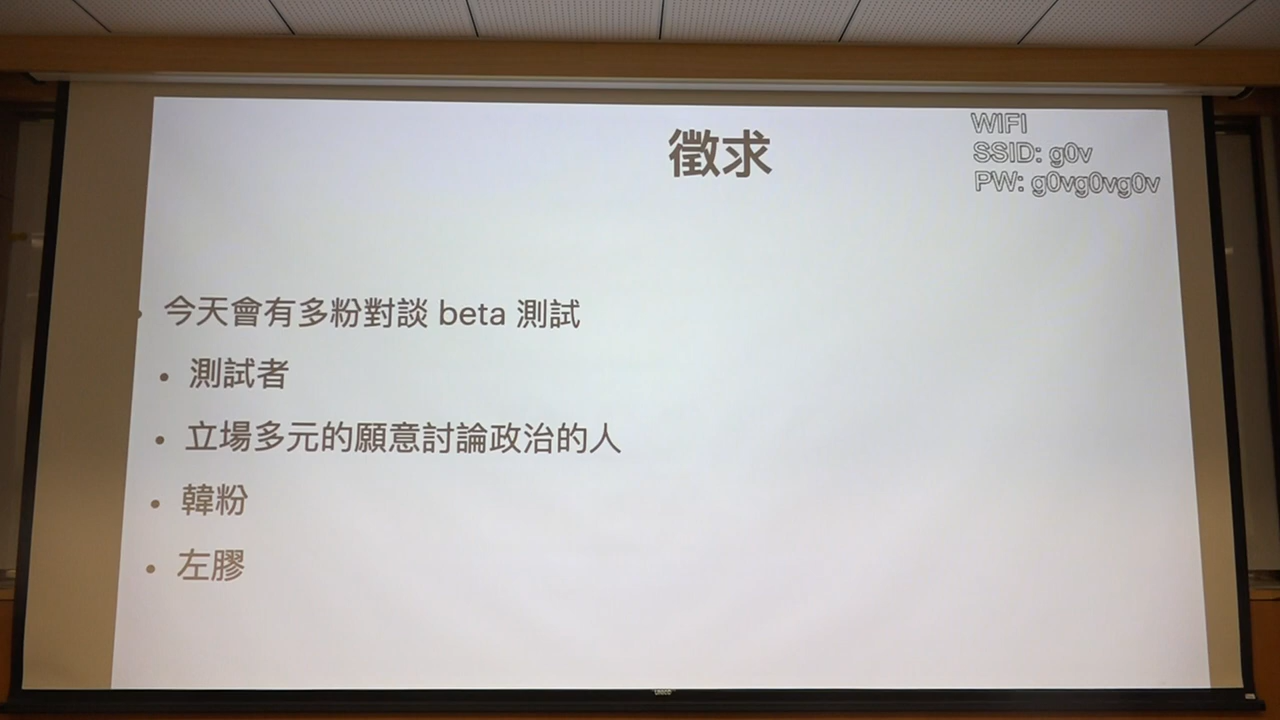 徵求
WIFI
SSID: g0v
PW: g0vg0vg0v
今天會有多粉對談 beta 測試
測試者
立場多元的願意討論政治的人
韓粉
左膠